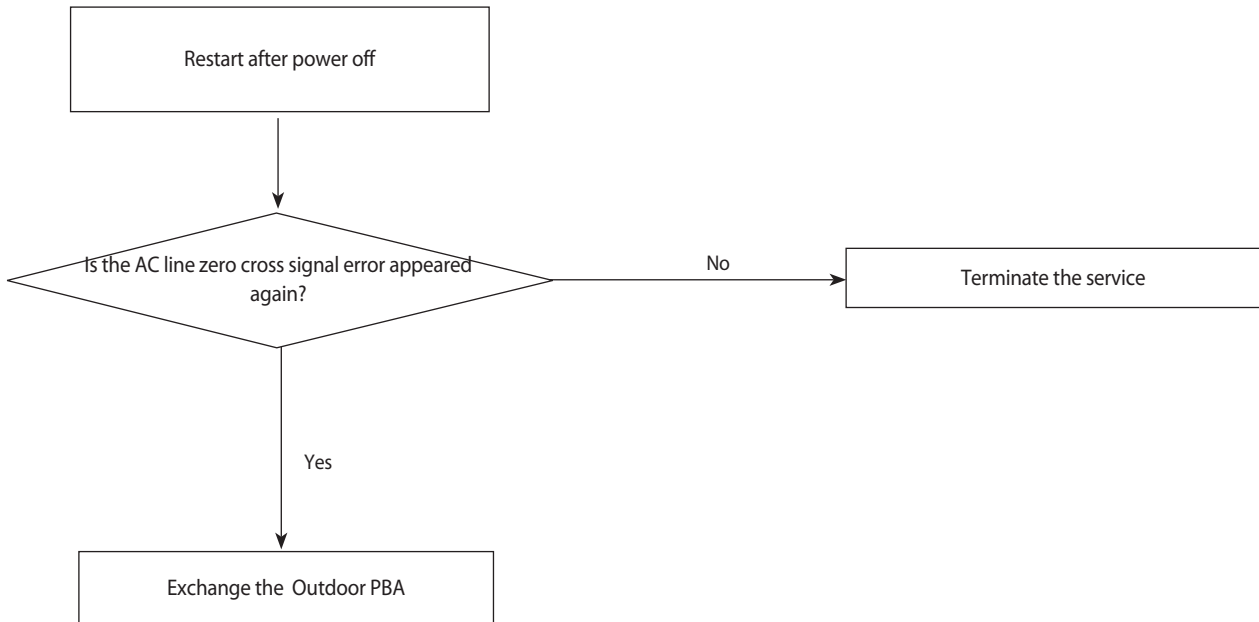 Restart after power off
Is the AC line zero cross signal error appeared
again?
No
Terminate the service
Yes
Exchange the Outdoor PBA